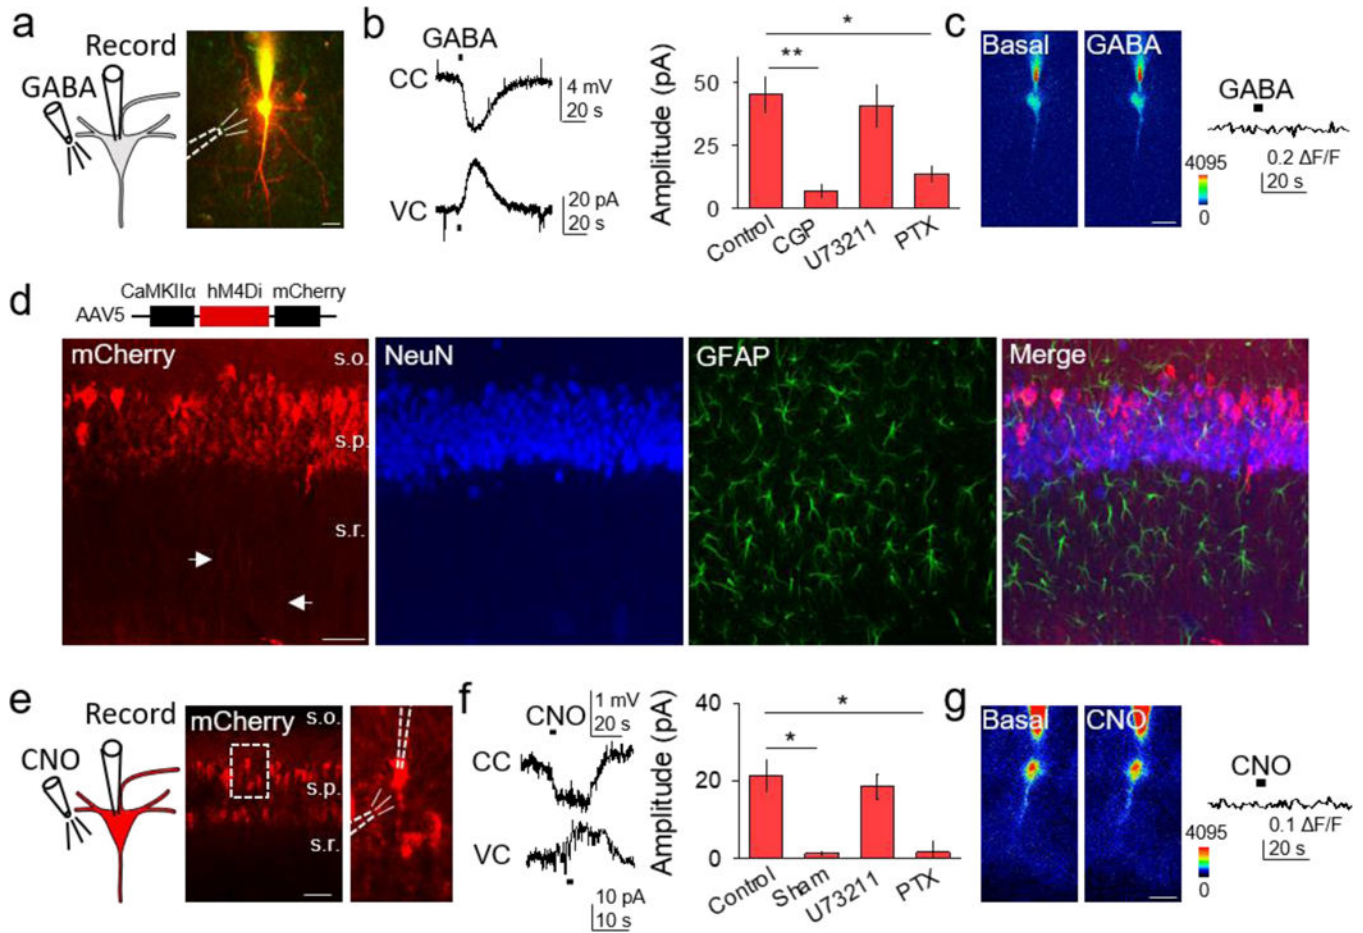 a
Record
GABA
b
GABA
CC
4 mV
20 s
VC
20 pA
20 s
Amplitude (pA)
50
25
0
*
**
Control
CGP
U73211
PTX
c
Basal
GABA
GABA
4095
0
0.2 ΔF/F
20 s
d
CaMKIIα hM4Di mCherry
AAV5
mCherry
s.o.
s.p.
s.r.
NeuN
GFAP
Merge
e
Record
CNO
mCherry
s.o.
s.p.
s.r.
f
1 mV
20 s
CNO
CC
VC
10 pA
10 s
Amplitude (pA)
40
20
0
*
*
Control
Sham
U73211
PTX
g
Basal
CNO
CNO
4095
0
0.1 ΔF/F
20 s